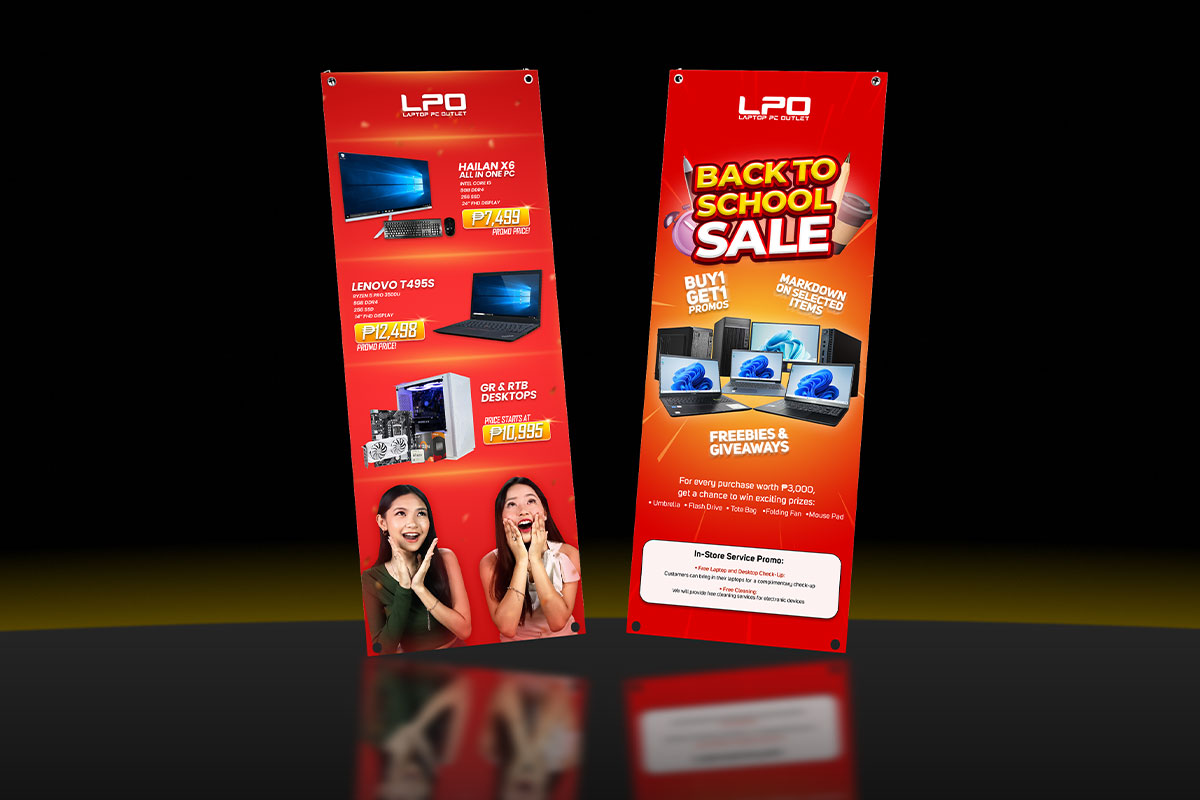 LPO
LAPTOP PC OUTLET
HAILAN X6
ALL IN ONE PC
INTEL CORE I5
8GB DDR4
256 SSD
24" FHD DISPLAY
₱7,499
PROMO PRICE!
LENOVO T495S
RYZEN 5 PRO 3500U
8GB DDR4
256 SSD
14" FHD DISPLAY
₱12,498
PROMO PRICE!
GR & RTB
DESKTOPS
PRICE STARTS AT
₱10,995
LPO
LAPTOP PC OUTLET
BACK TO
SCHOOL
SALE
BUY1
GET1
PROMOS
MARKDOWN
ON SELECTED
ITEMS
FREEBIES &
GIVEAWAYS
For every purchase worth ₱3,000,
get a chance to win exciting prizes:
• Umbrella • Flash Drive • Tote Bag •Folding Fan •Mouse Pad
In-Store Service Promo:
• Free Laptop and Desktop Check-Up:
Customers can bring in their laptops for a complimentary check-up
• Free Cleaning:
We will provide free cleaning services for electronic devices